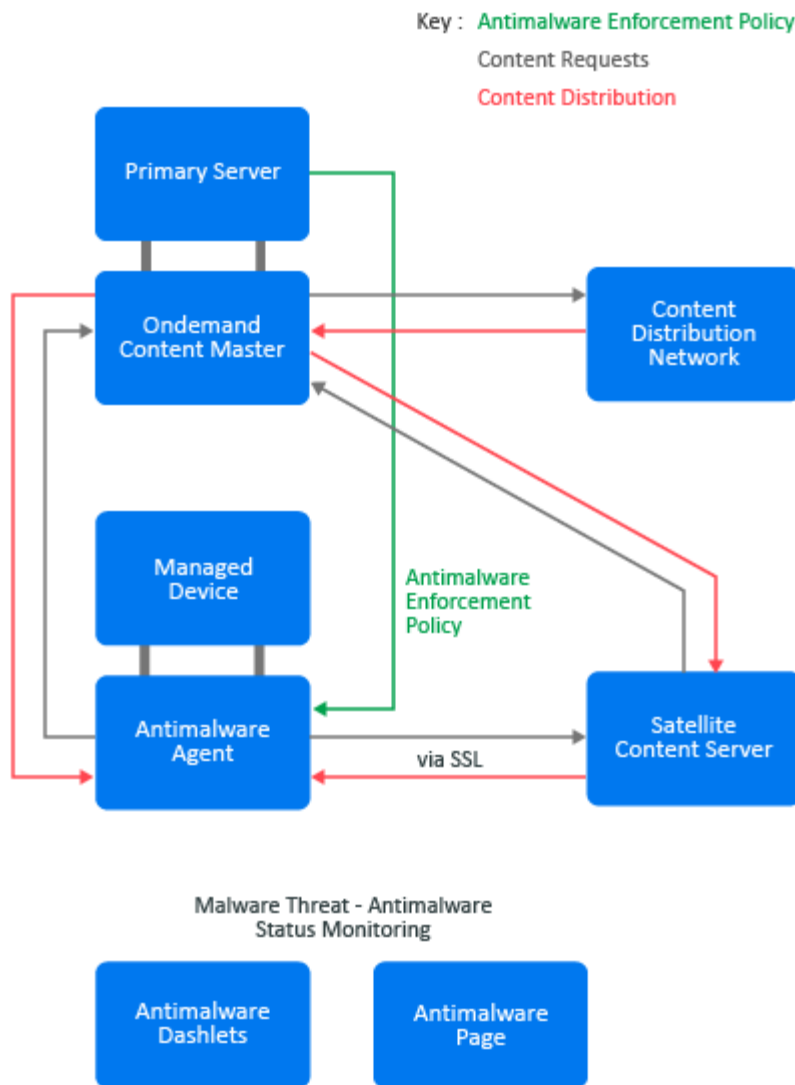 Key : Antimalware Enforcement Policy
Content Requests
Content Distribution
Primary Server
Ondemand
Content Master
Content
Distribution
Network
Managed
Device
Antimalware
Enforcement
Policy
Antimalware
Agent
via SSL
Satellite
Content Server
Malware Threat - Antimalware
Status Monitoring
Antimalware
Dashlets
Antimalware
Page